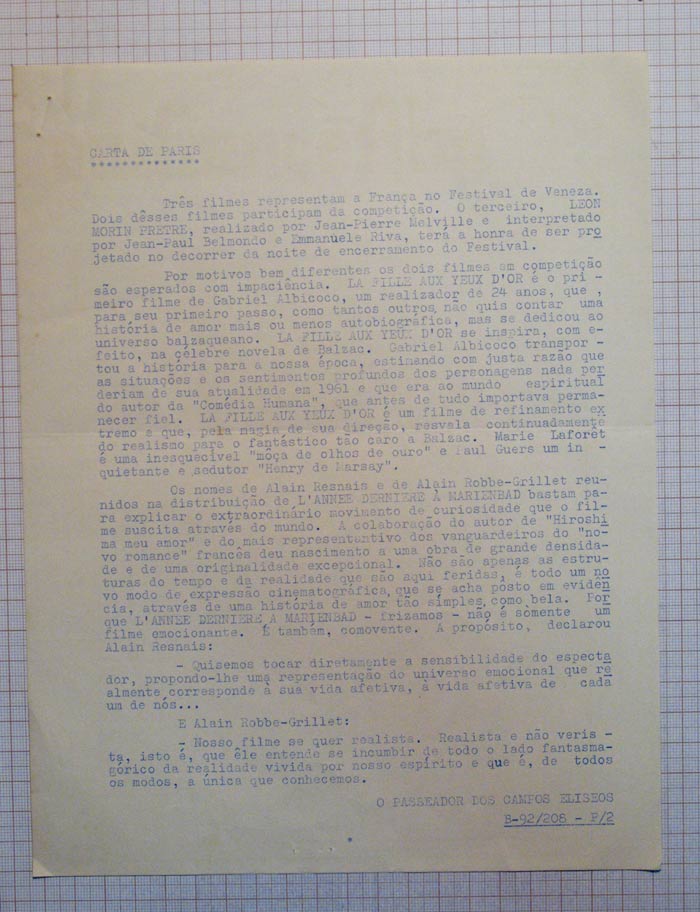 CARTA DE PARIS
Três filmes representam a França no Festival de Veneza.
Dois dêsses filmes participam da competição. O terceiro, LEON
MORIN PRETRE, realizado por Jean-Pierre Melville e interpretado
por Jean-Paul Belmondo e Emmanuele Riva, terá a honra de ser pro
jetado no decorrer da noite de encerramento do Festival.
Por motivos bem diferentes os dois filmes em competição
são esperados com impaciência. LA FILLE AUX YEUX D'OR é o pri -
meiro filme de Gabriel Albicoco, um realizador de 24 anos, que ,
para seu primeiro passo, como tantos outros, não quis contar uma
história de amor mais ou menos autobiográfica, mas se dedicou ao
universo balzaqueano. LA FILLE AUX YEUX D'OR se inspira, com e-
feito, na célebre novela de Balzac. Gabriel Albicoco transpor -
tou a história para a nossa época, estimando com justa razão que
as situações e os sentimentos profundos dos personagens nada per
deriam de sua atualidade em 1961 e que era ao mundo espiritual
do autor da "Comédia Humana", que antes de tudo importava perma-
necer fiel. LA FILLE AUX YEUX D'OR é um filme de refinamento ex
tremo e que, pela magia de sua direção, resvala continuadamente
do realismo para o fantástico tão caro a Balzac. Marie Laforet
é uma inesquecível "môça de olhos de ouro" e Paul Guers um in -
quietante e sedutor "Henry de Marsay".
Os nomes de Alain Resnais e de Alain Robbe-Grillet reu-
nidos na distribuição de L'ANNEE DERNIERE À MARIENBAD bastam pa-
ra explicar o extraordinário movimento de curiosidade que o fil-
me suscita através do mundo. A colaboração do autor de "Hiroshi
ma meu amor" e do mais representantivo dos vanguardeiros do "no-
vo romance" francês deu nascimento a uma obra de grande densida-
de e de uma originalidade excepcional. Não são apenas as estru-
turas do tempo e da realidade que são aqui feridas, é todo um no
vo modo de expressão cinematográfica que se acha pôsto em evidên
cia, através de uma história de amor tão simples como bela. Por
que L'ANNEE DERNIERE A MARIENBAD - frizamos - não é sòmente um
filme emocionante. É também, comovente. A propósito, declarou
Alain Resnais:
- Quisemos tocar diretamente a sensibilidade do especta
dor, propondo-lhe uma representação do universo emocional que re
almente corresponde à sua vida afetiva, à vida afetiva de cada
um de nós...
E Alain Robbe-Grillet:
- Nosso filme se quer realista. Realista e não veris -
ta, isto é, que êle entende se incumbir de todo o lado fantasma-
górico da realidade vivida por nosso espírito e que é, de todos
os modos, a única que conhecemos.
O PASSEADOR DOS CAMPOS ELISEOS
B-92/208 - P/2